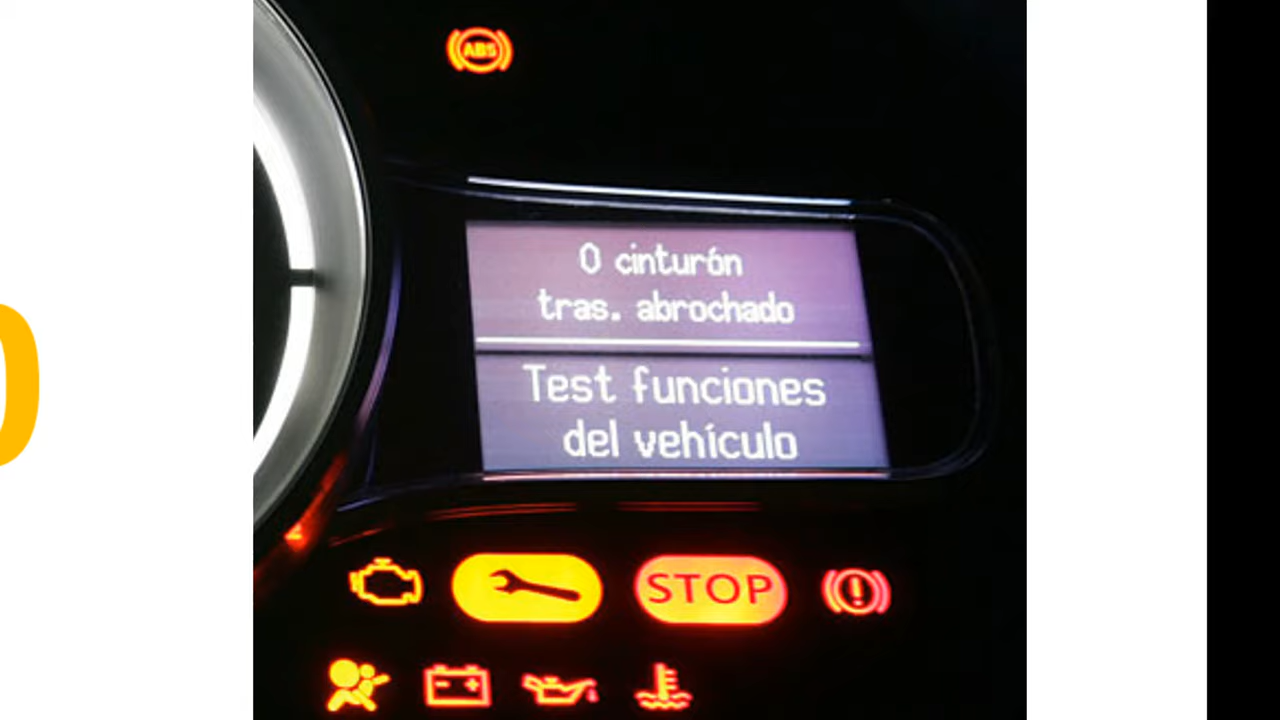 ABS
0 cinturón
tras. abrochado
Test funciones
del vehículo
STOP